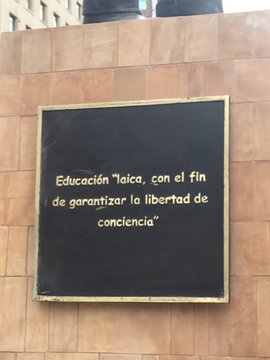 Educación "laica, con el fin
de garantizar la libertad de
conciencia"